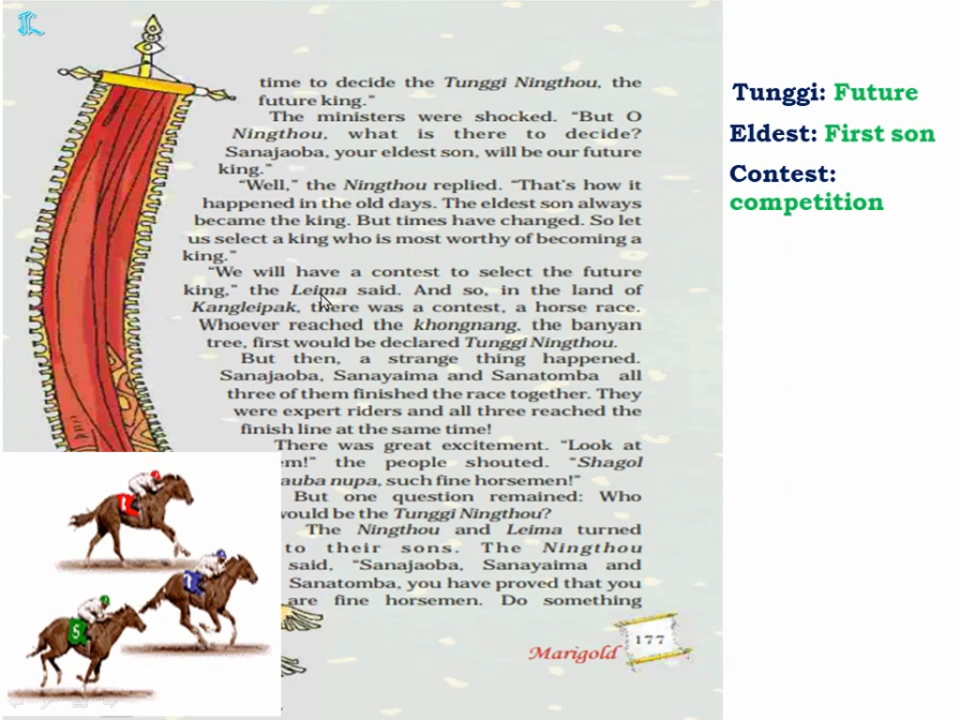 time to decide the Tunggi Ningthou, the
future king."
The ministers were shocked. "But O
Ningthou, what is there to decide?
Sanajaoba, your eldest son, will be our future
king."
"Well," the Ningthou replied. "That's how it
happened in the old days. The eldest son always
became the king. But times have changed. So let
us select a king who is most worthy of becoming a
king."
"We will have a contest to select the future
king," the Leima said. And so, in the land of
Kangleipak, there was a contest, a horse race.
Whoever reached the khongnang, the banyan
tree, first would be declared Tunggi Ningthou.
But then, a strange thing happened.
Sanajaoba, Sanayaima and Sanatomba all
three of them finished the race together. They
were expert riders and all three reached the
finish line at the same time!
There was great excitement. "Look at
em!" the people shouted. "Shagol
auba nupa, such fine horsemen!"
But one question remained: Who
would be the Tunggi Ningthou?
The Ningthou and Leima turned
to their sons. The Ningthou
said, "Sanajaoba, Sanayaima and
Sanatomba, you have proved that you
are fine horsemen. Do something
Marigold 177
Tunggi: Future
Eldest: First son
Contest:
competition
1
7
5